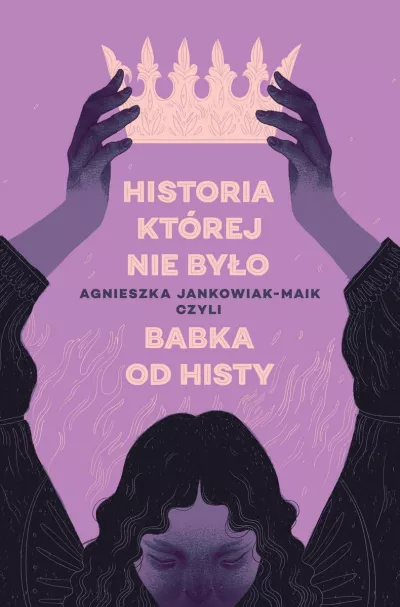 HISTORIA
KTÓREJ
NIE BYŁO
AGNIESZKA JANKOWIAK-MAIK
CZYLI
BABKA
OD HISTY